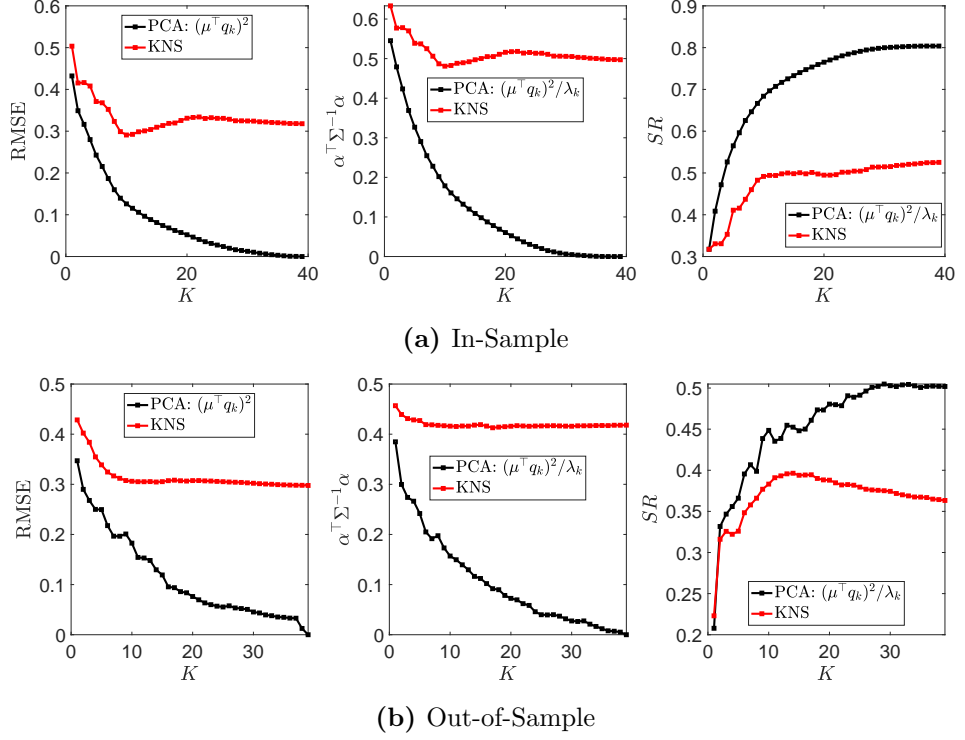 0.6
0.5
0.4
0.3
0.2
0.1
0
RMSE
0 20 40
K
PCA: (μ⊤qk)²
KNS
0.6
0.5
0.4
0.3
0.2
0.1
0
α⊤Σ⁻¹α
0 20 40
K
PCA: (μ⊤qk)²/λk
KNS
0.9
0.8
0.7
0.6
0.5
0.4
0.3
SR
0 20 40
K
PCA: (μ⊤qk)²/λk
KNS
(a) In-Sample
0.5
0.4
0.3
0.2
0.1
0
RMSE
0 10 20 30
K
PCA: (μ⊤qk)²
KNS
0.5
0.4
0.3
0.2
0.1
0
α⊤Σ⁻¹α
0 10 20 30
K
PCA: (μ⊤qk)²/λk
KNS
0.5
0.45
0.4
0.35
0.3
0.25
0.2
SR
0 10 20 30
K
PCA: (μ⊤qk)²/λk
KNS
(b) Out-of-Sample